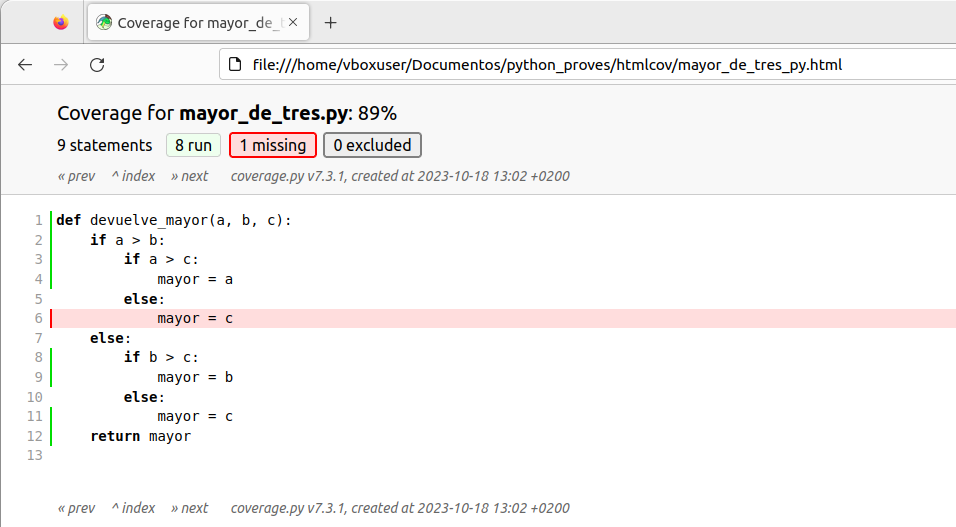 Coverage for mayor_de_
file:///home/vboxuser/Documentos/python_proves/htmlcov/mayor_de_tres_py.html
Coverage for mayor_de_tres.py: 89%
9 statements 8 run 1 missing 0 excluded
« prev ^ index » next coverage.py v7.3.1, created at 2023-10-18 13:02 +0200
1 def devuelve_mayor(a, b, c):
2     if a > b:
3         if a > c:
4             mayor = a
5         else:
6             mayor = c
7     else:
8         if b > c:
9             mayor = b
10         else:
11             mayor = c
12     return mayor
13
« prev ^ index » next coverage.py v7.3.1, created at 2023-10-18 13:02 +0200